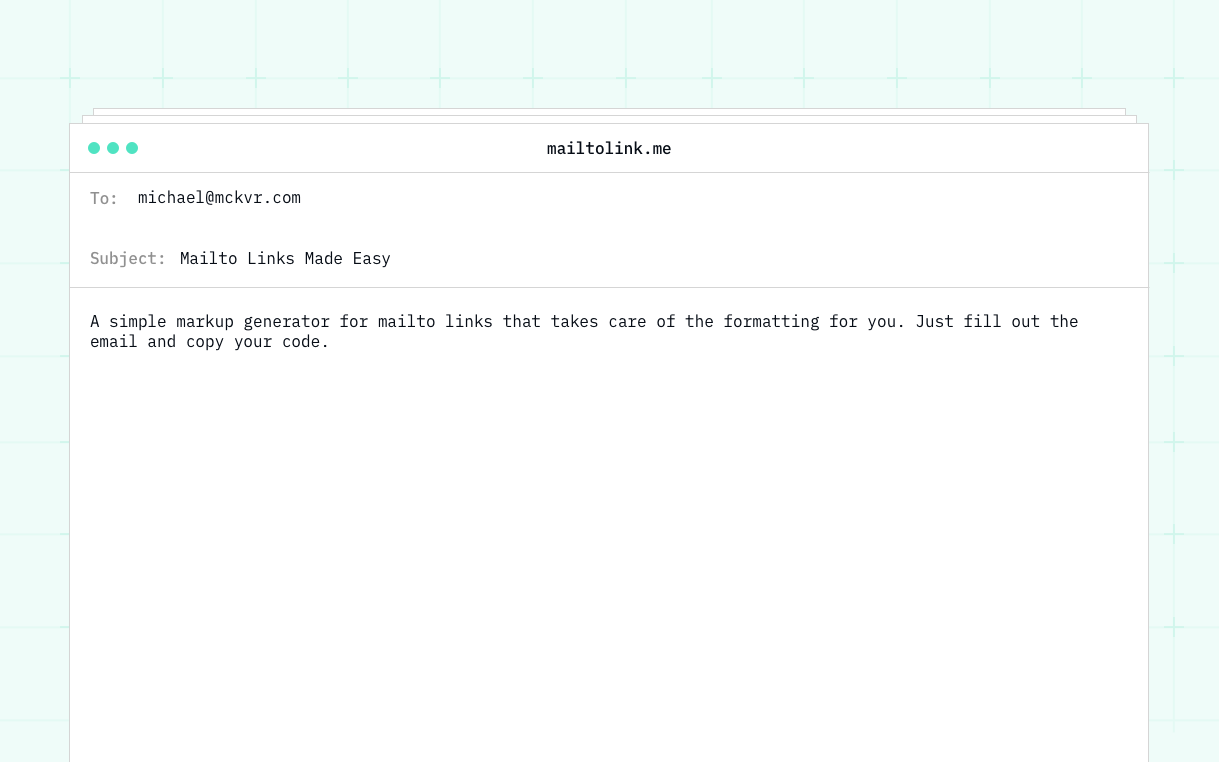 mailtolink.me
To: michael@mckvr.com
Subject: Mailto Links Made Easy
A simple markup generator for mailto links that takes care of the formatting for you. Just fill out the
email and copy your code.